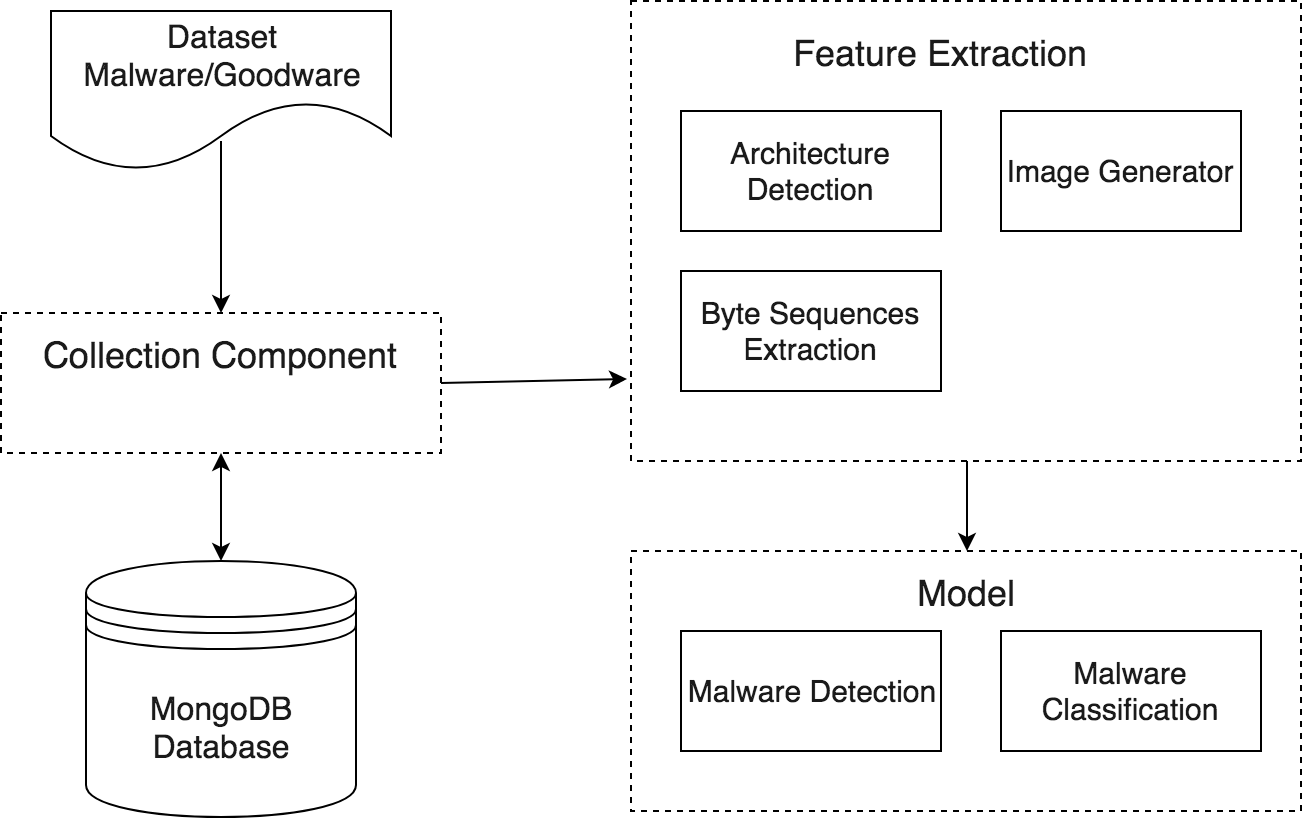 Dataset
Malware/Goodware
Collection Component
MongoDB
Database
Feature Extraction
Architecture
Detection
Image Generator
Byte Sequences
Extraction
Model
Malware Detection
Malware
Classification